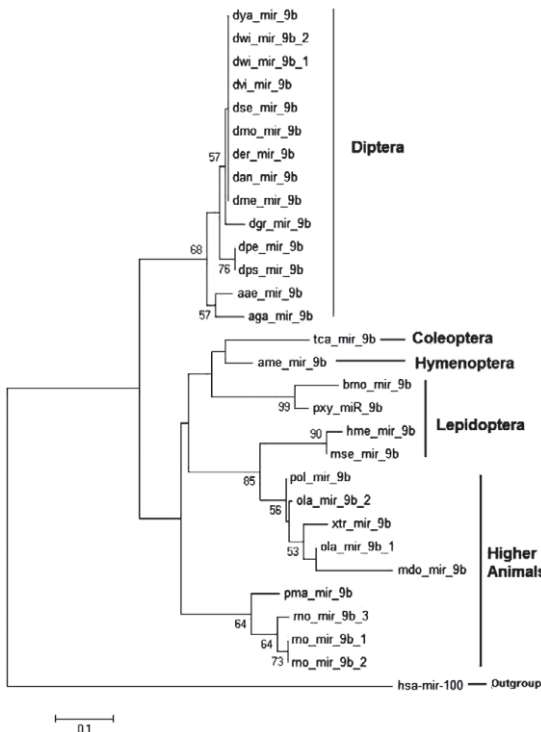 dya_mir_9b
dwi_mir_9b_2
dwi_mir_9b_1
dvi_mir_9b
dse_mir_9b
dmo_mir_9b
57
der_mir_9b
Diptera
dan_mir_9b
dme_mir_9b
dgr_mir_9b
68
dpe_mir_9b
76
dps_mir_9b
aae_mir_9b
57
aga_mir_9b
tca_mir_9b
Coleoptera
ame_mir_9b
Hymenoptera
bmo_mir_9b
99
pxy_miR_9b
Lepidoptera
90
hme_mir_9b
mse_mir_9b
85
pol_mir_9b
56
ola_mir_9b_2
xtr_mir_9b
53
ola_mir_9b_1
Higher
Animals
mdo_mir_9b
pma_mir_9b
64
rno_mir_9b_3
64
rno_mir_9b_1
73
rno_mir_9b_2
hsa-mir-100
Outgroup
0.1